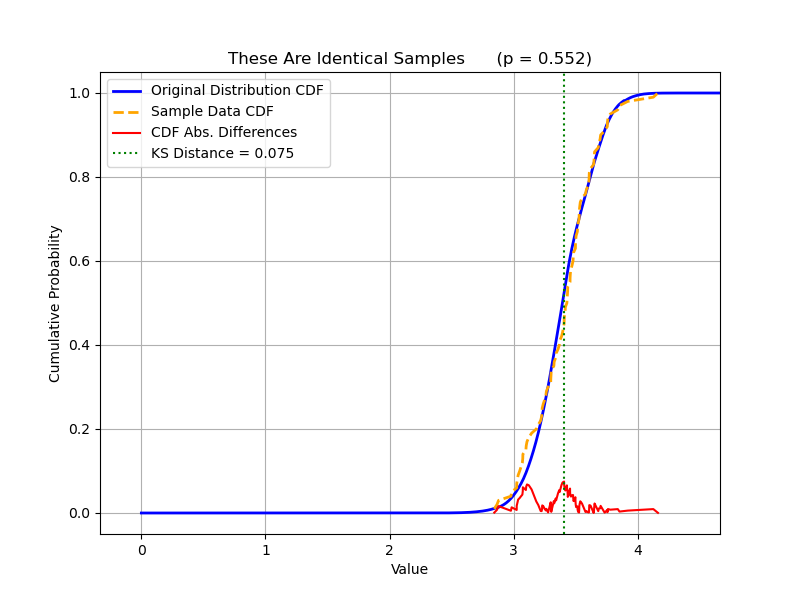 These Are Identical Samples      (p = 0.552)
Original Distribution CDF
Sample Data CDF
CDF Abs. Differences
KS Distance = 0.075
Cumulative Probability
1.0
0.8
0.6
0.4
0.2
0.0
0 1 2 3 4
Value